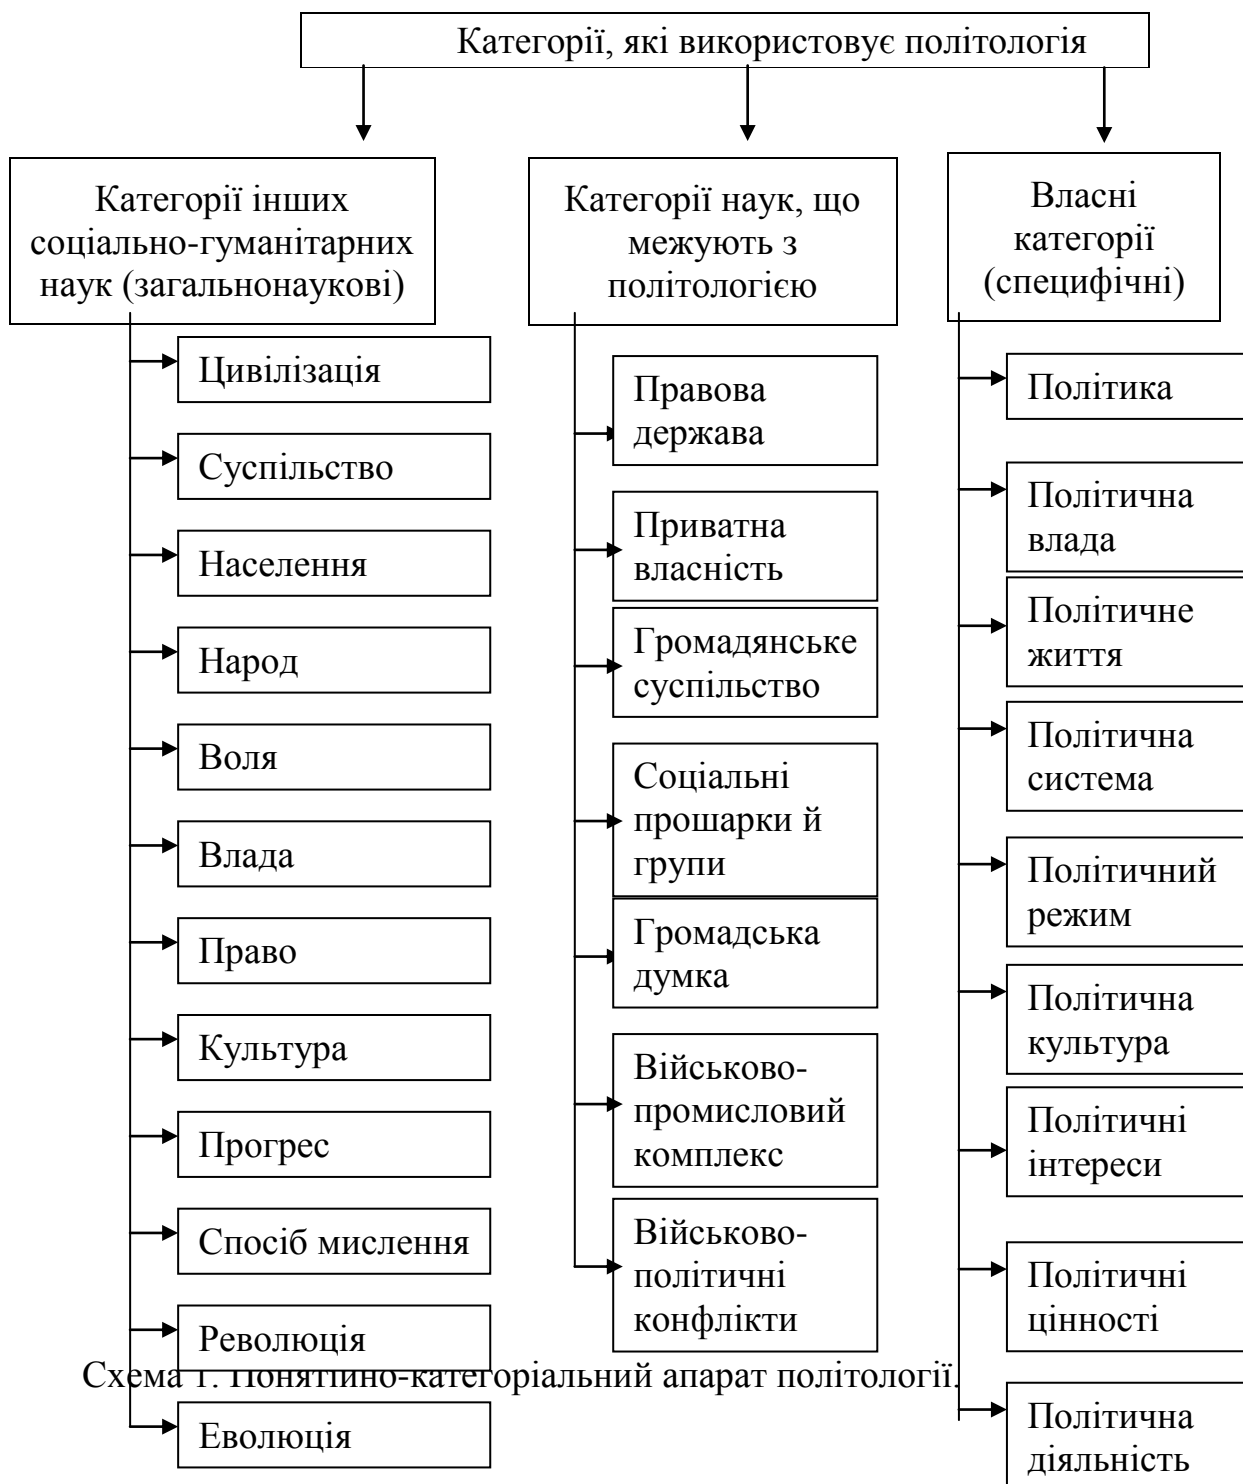 Категорії, які використовує політологія
Категорії інших
соціально-гуманітарних
наук (загальнонаукові)
Цивілізація
Суспільство
Населення
Народ
Воля
Влада
Право
Культура
Прогрес
Спосіб мислення
Революція
Еволюція
Категорії наук, що
межують з
політологією
Правова
держава
Приватна
власність
Громадянське
суспільство
Соціальні
прошарки й
групи
Громадська
думка
Військово-
промисловий
комплекс
Військово-
політичні
конфлікти
Власні
категорії
(специфічні)
Політика
Політична
влада
Політичне
життя
Політична
система
Політичний
режим
Політична
культура
Політичні
інтереси
Політичні
цінності
Політична
діяльність
Схема 1. Понятійно-категоріальний апарат політології.